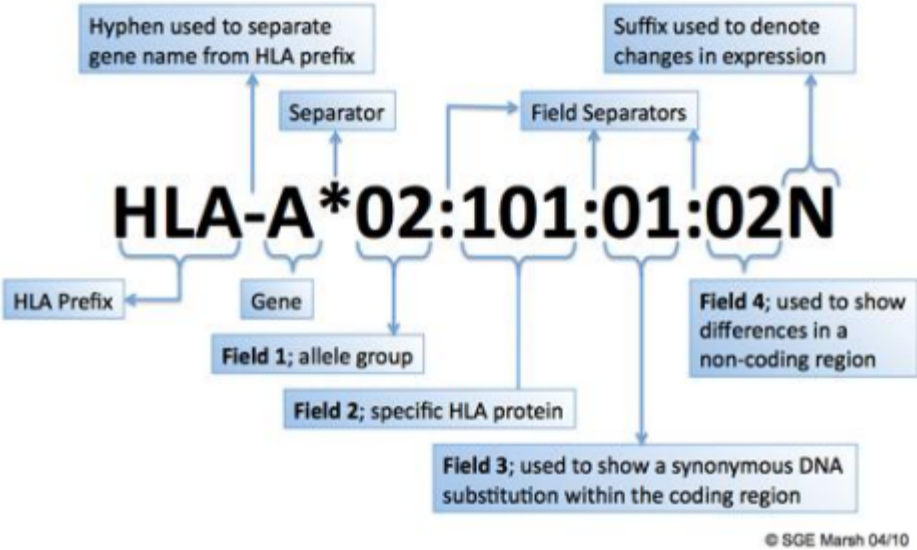 Hyphen used to separate
gene name from HLA prefix
Suffix used to denote
changes in expression
Separator
Field Separators
HLA-A*02:101:01:02N
HLA Prefix
Gene
Field 1; allele group
Field 2; specific HLA protein
Field 3; used to show a synonymous DNA
substitution within the coding region
Field 4; used to show
differences in a
non-coding region
© SGE Marsh 04/10